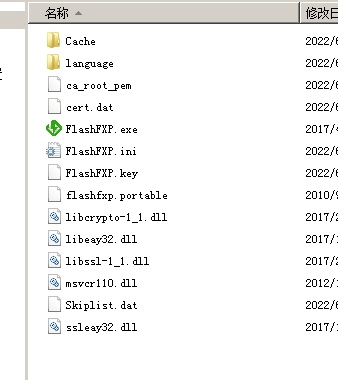 名称 修改日
Cache 2022/6
language 2022/6
ca_root_pem 2022/6
cert.dat 2022/6
FlashFXP.exe 2017/4
FlashFXP.ini 2022/6
FlashFXP.key 2022/6
flashfxp.portable 2010/9
libcrypto-1_1.dll 2017/2
libeay32.dll 2017/1
libssl-1_1.dll 2017/2
msvcr110.dll 2012/1
Skiplist.dat 2022/6
ssleay32.dll 2017/1